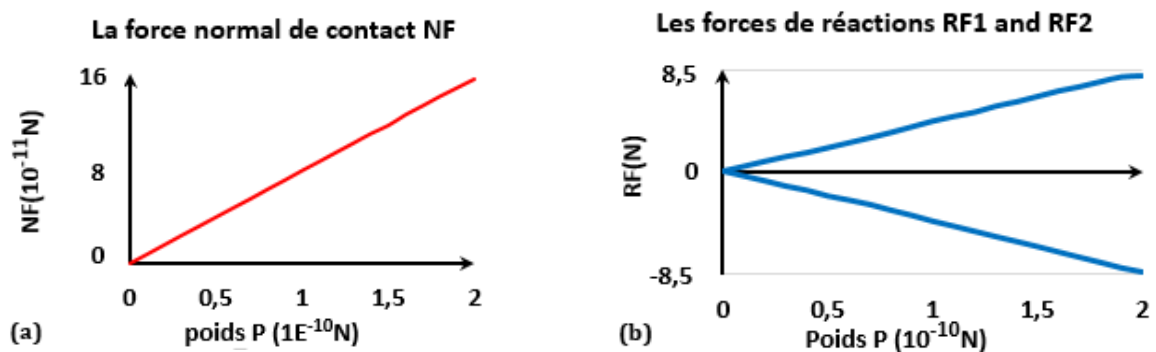 La force normal de contact NF
16
8
0
NF(10⁻¹¹N)
0 0,5 1 1,5 2
poids P (1E⁻¹⁰N)
(a)
Les forces de réactions RF1 and RF2
8,5
0
-8,5
RF(N)
0 0,5 1 1,5 2
Poids P (10⁻¹⁰N)
(b)